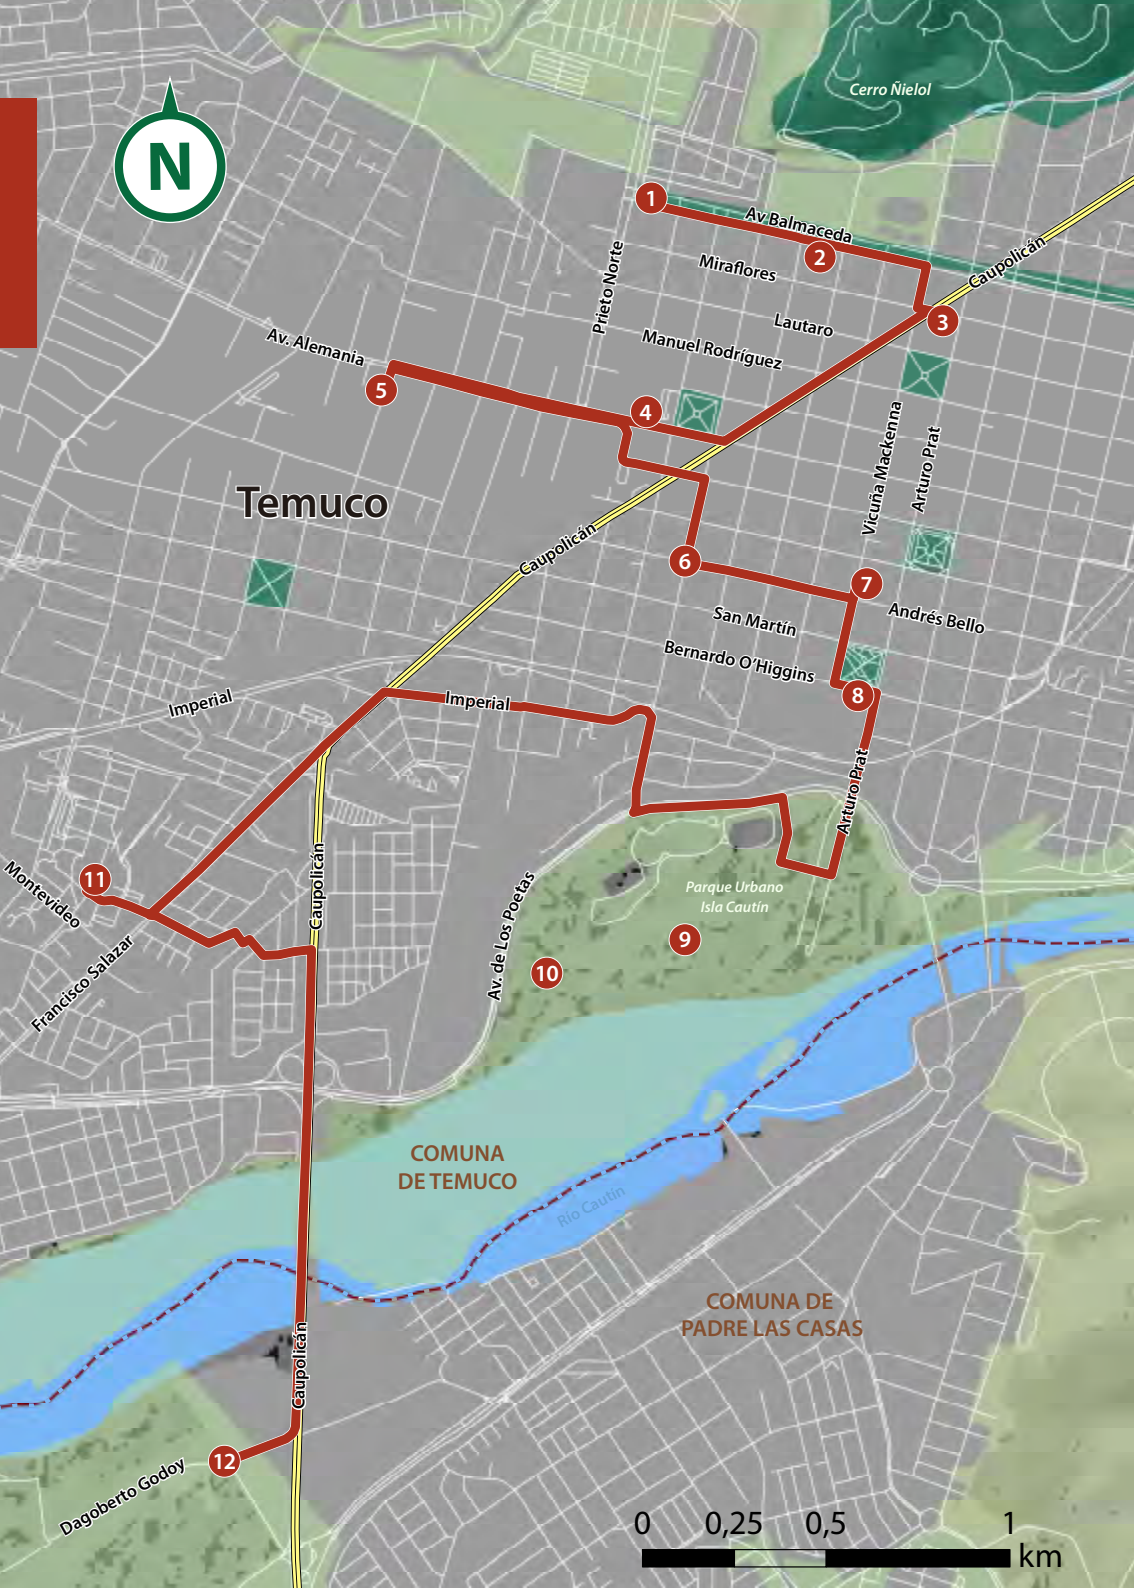 Cerro Ñielol
N
1
Av Balmaceda
2
Caupolicán
Miraflores
Prieto Norte
Lautaro
3
Av. Alemania
Manuel Rodríguez
5
4
Vicuña Mackenna
Arturo Prat
Temuco
Caupolicán
6
7
San Martín
Andrés Bello
Bernardo O'Higgins
Imperial
Imperial
8
Arturo Prat
Caupolicán
11
Montevideo
Parque Urbano
Isla Cautín
Av. de Los Poetas
9
10
Francisco Salazar
COMUNA
DE TEMUCO
Río Cautín
COMUNA DE
PADRE LAS CASAS
Caupolicán
12
Dagoberto Godoy
0 0,25 0,5 1
km